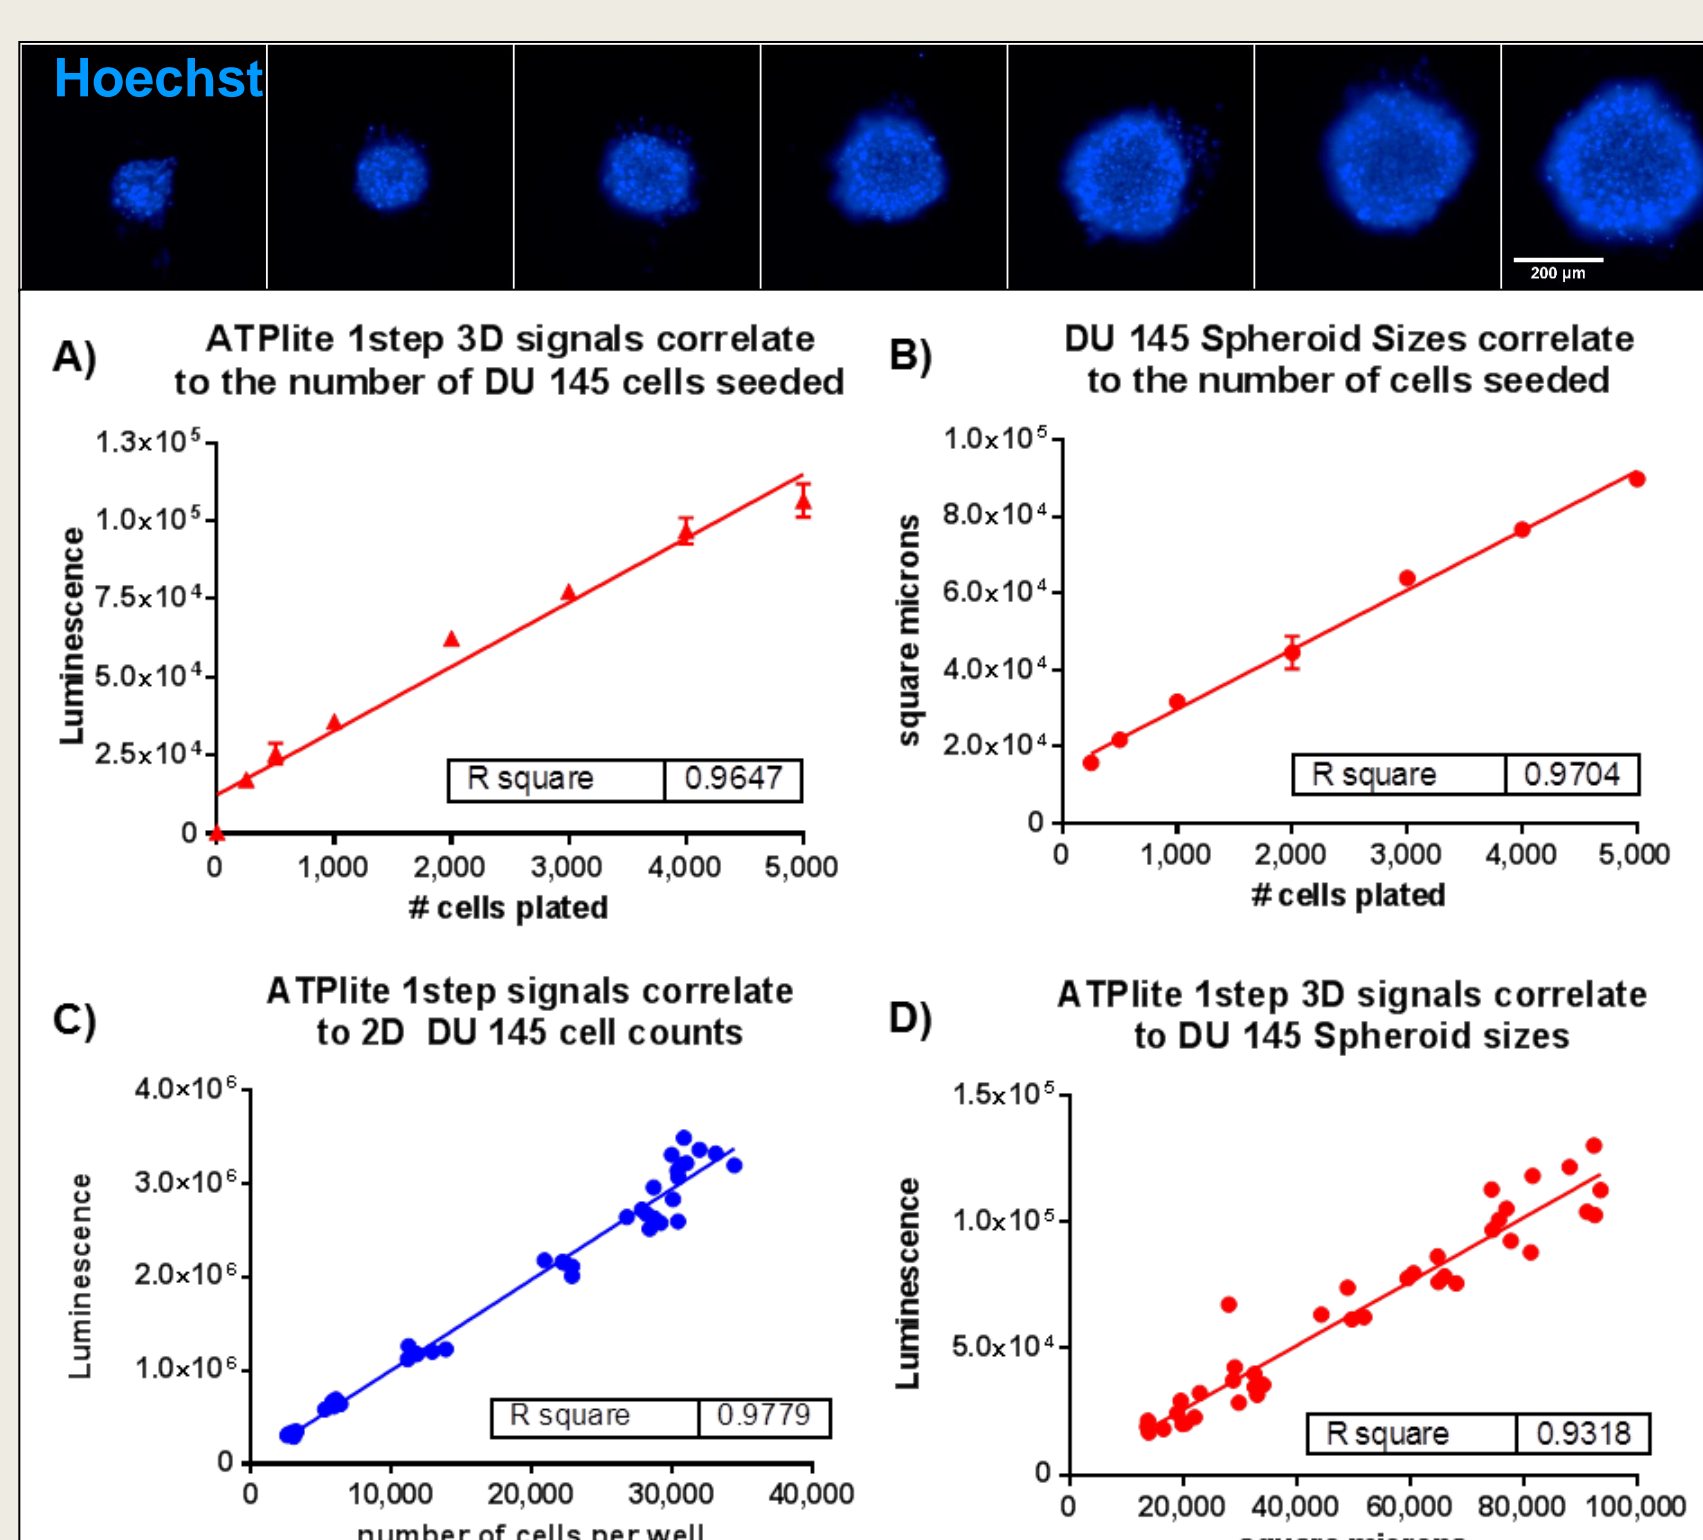 Hoechst
200 µm
A)
ATPlite 1step 3D signals correlate
to the number of DU 145 cells seeded
1.3x10⁵
1.0x10⁵
7.5x10⁴
5.0x10⁴
2.5x10⁴
0
Luminescence
R square 0.9647
0 1,000 2,000 3,000 4,000 5,000
# cells plated
B)
DU 145 Spheroid Sizes correlate
to the number of cells seeded
1.0x10⁵
8.0x10⁴
6.0x10⁴
4.0x10⁴
2.0x10⁴
0
square microns
R square 0.9704
0 1,000 2,000 3,000 4,000 5,000
# cells plated
C)
ATPlite 1step signals correlate
to 2D DU 145 cell counts
4.0x10⁶
3.0x10⁶
2.0x10⁶
1.0x10⁶
0
Luminescence
R square 0.9779
0 10,000 20,000 30,000 40,000
number of cells per well
D)
ATPlite 1step 3D signals correlate
to DU 145 Spheroid sizes
1.5x10⁵
1.0x10⁵
5.0x10⁴
0
Luminescence
R square 0.9318
0 20,000 40,000 60,000 80,000 100,000
square microns